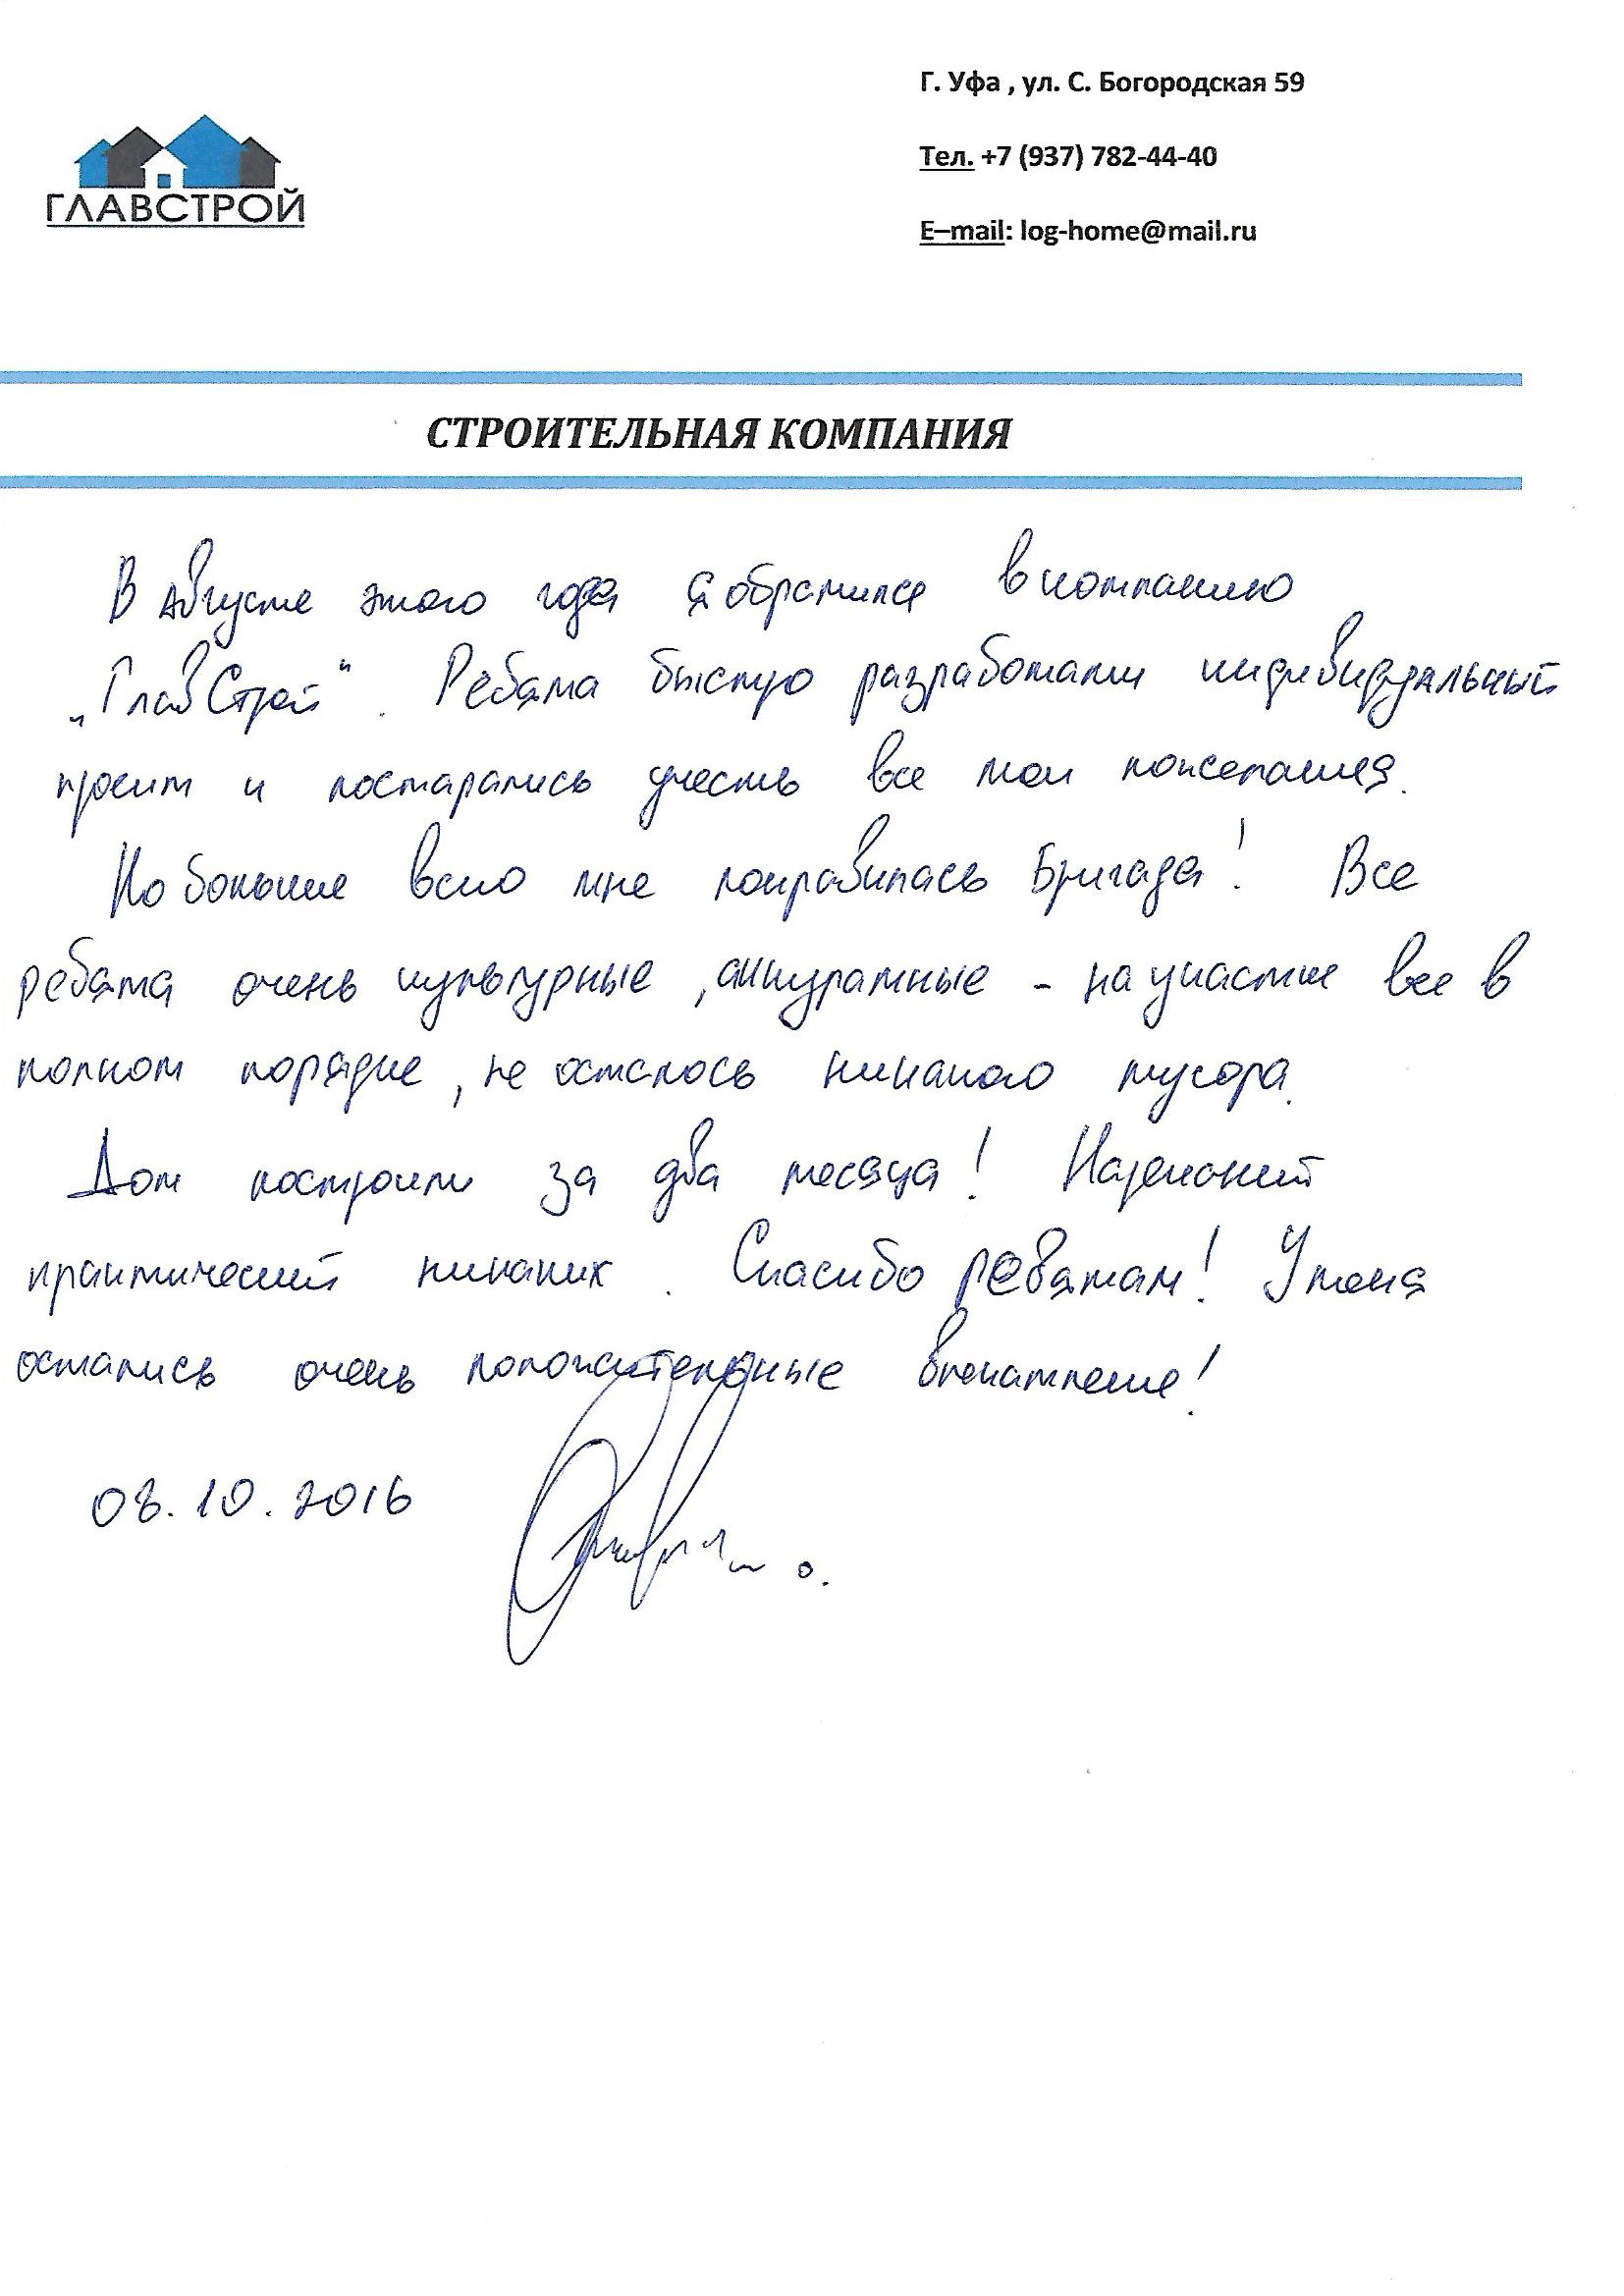 Г. Уфа , ул. С. Богородская 59
ГЛАВСТРОЙ
Тел. +7 (937) 782-44-40
E–mail: log-home@mail.ru
СТРОИТЕЛЬНАЯ КОМПАНИЯ
В августе этого года я обратился в компанию
„ГлавСтрой". Ребята быстро разработали индивидуальный
проект и постарались учесть все мои пожелания.
Но больше всего мне понравилась Бригада! Все
ребята очень культурные, аккуратные - на участке все в
полном порядке, не осталось никакого мусора.
Дом построили за два месяца! Нареканий
практический никаких. Спасибо ребятам! У меня
остались очень положительные впечатление!
08.10.2016